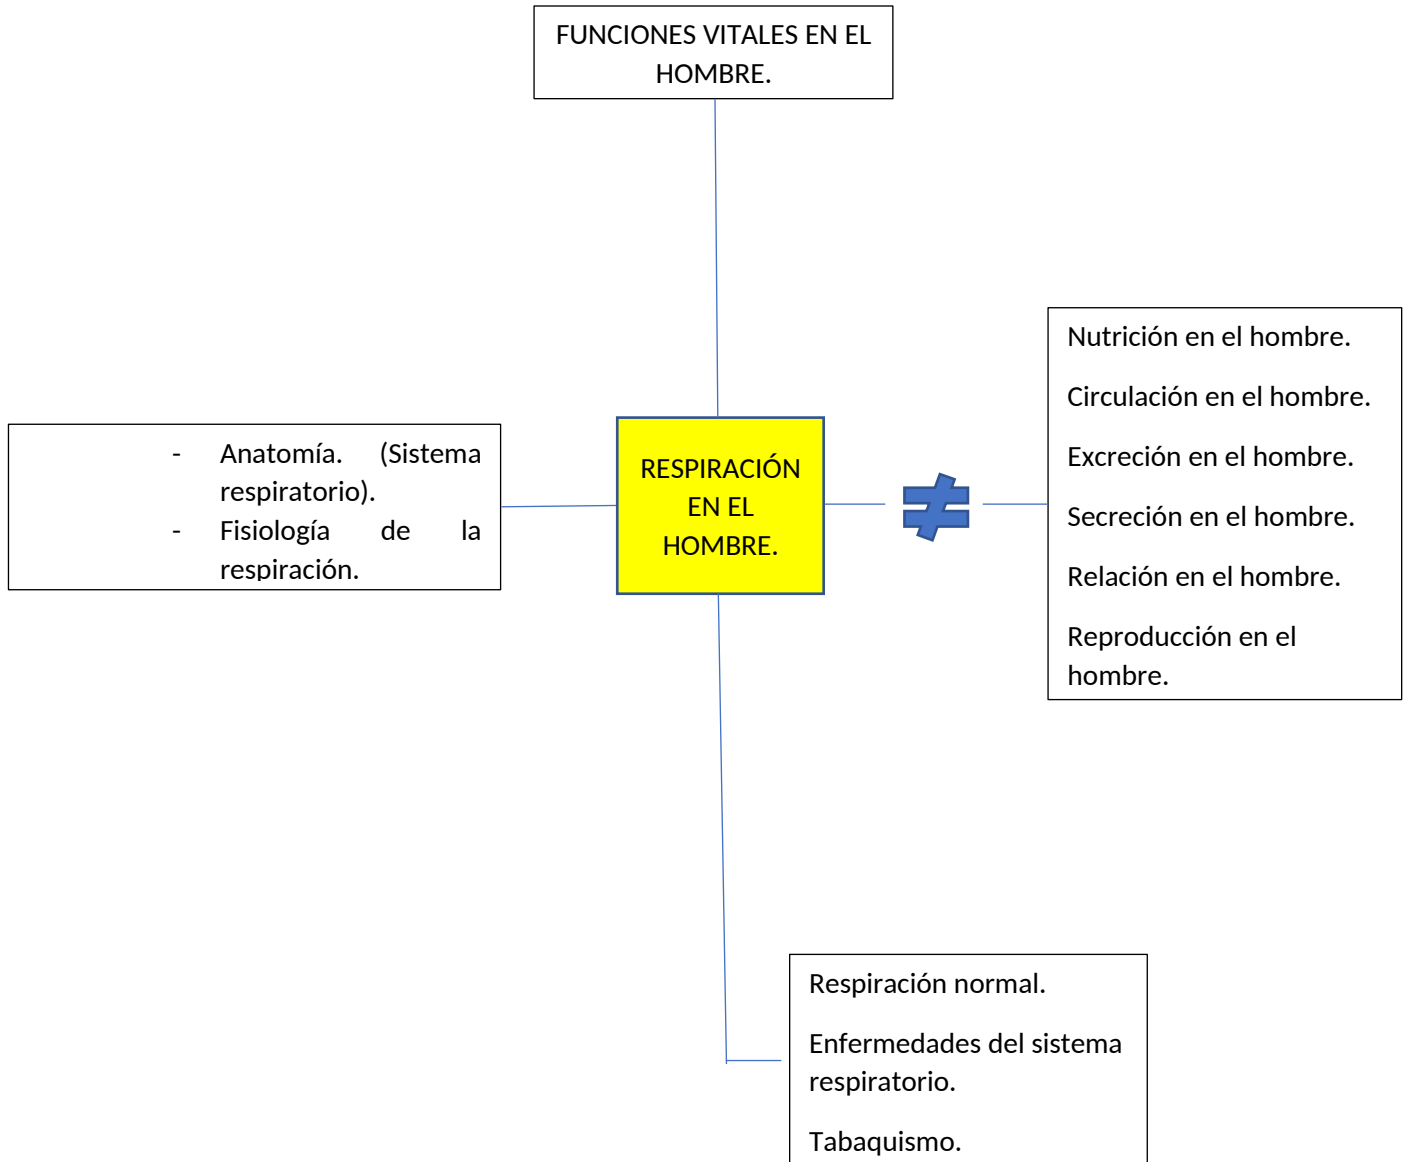 FUNCIONES VITALES EN EL
HOMBRE.
Nutrición en el hombre.
Circulación en el hombre.
Excreción en el hombre.
Secreción en el hombre.
Relación en el hombre.
Reproducción en el
hombre.
- Anatomía. (Sistema
respiratorio).
- Fisiología de la
respiración.
RESPIRACIÓN
EN EL
HOMBRE.
Respiración normal.
Enfermedades del sistema
respiratorio.
Tabaquismo.